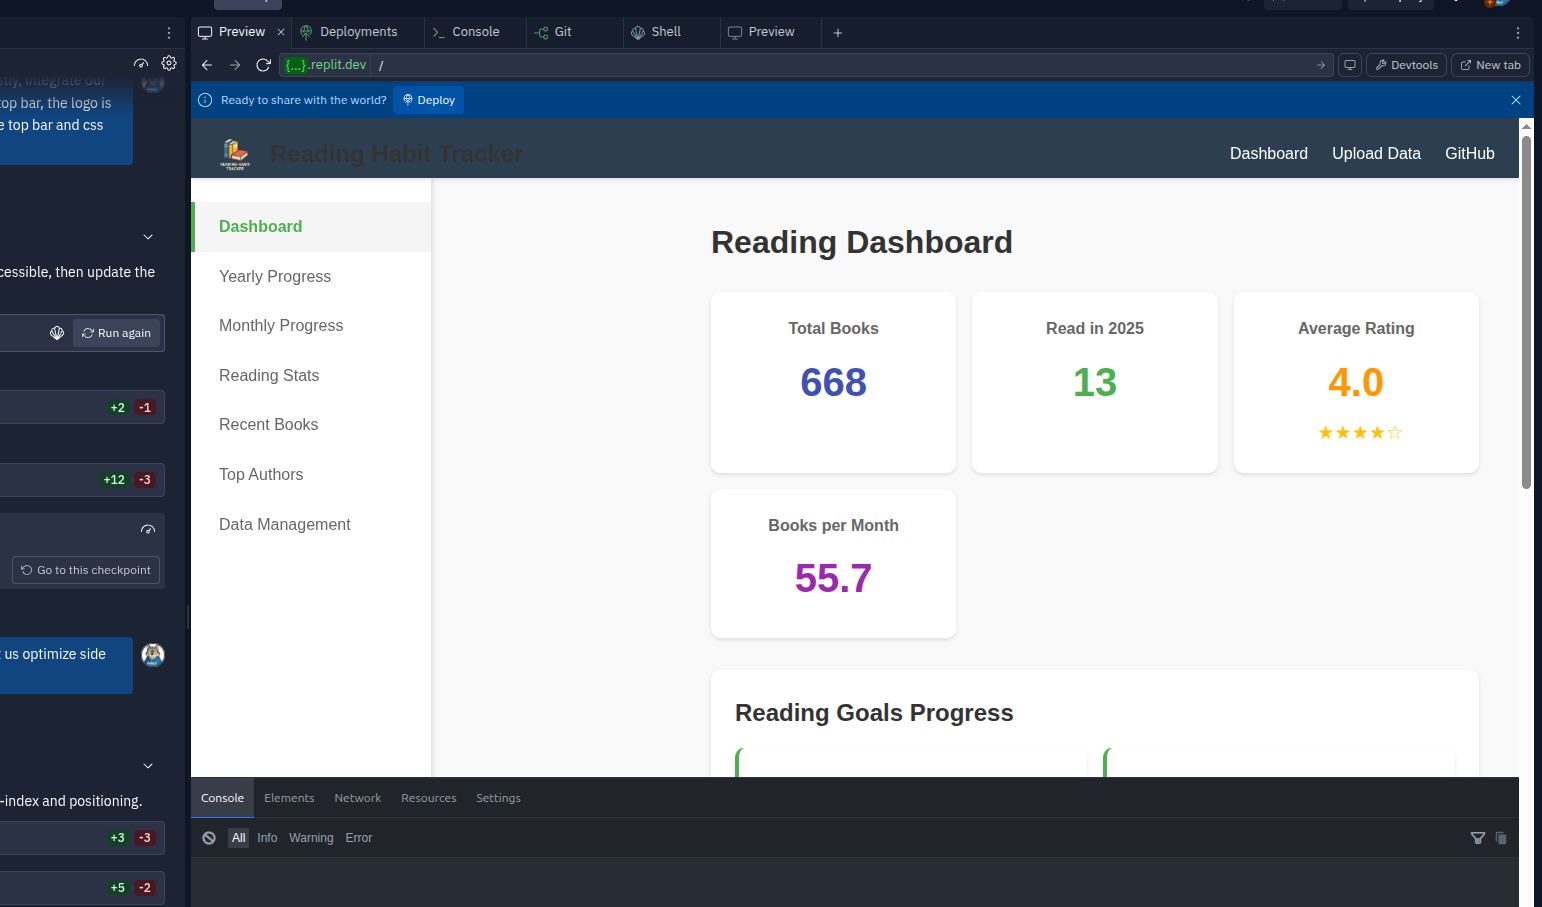 Preview
Deployments
Console
Git
Shell
Preview
{...}.replit.dev
/
Devtools
New tab
Ready to share with the world?
Deploy
stly, integrate our
top bar, the logo is
e top bar and css
cessible, then update the
Run again
+2 -1
+12 -3
Go to this checkpoint
t us optimize side
-index and positioning.
+3 -3
+5 -2
READING HABIT
TRACKER
Reading Habit Tracker
Dashboard
Upload Data
GitHub
Dashboard
Yearly Progress
Monthly Progress
Reading Stats
Recent Books
Top Authors
Data Management
Reading Dashboard
Total Books
668
Read in 2025
13
Average Rating
4.0
★★★★☆
Books per Month
55.7
Reading Goals Progress
Console
Elements
Network
Resources
Settings
All
Info
Warning
Error